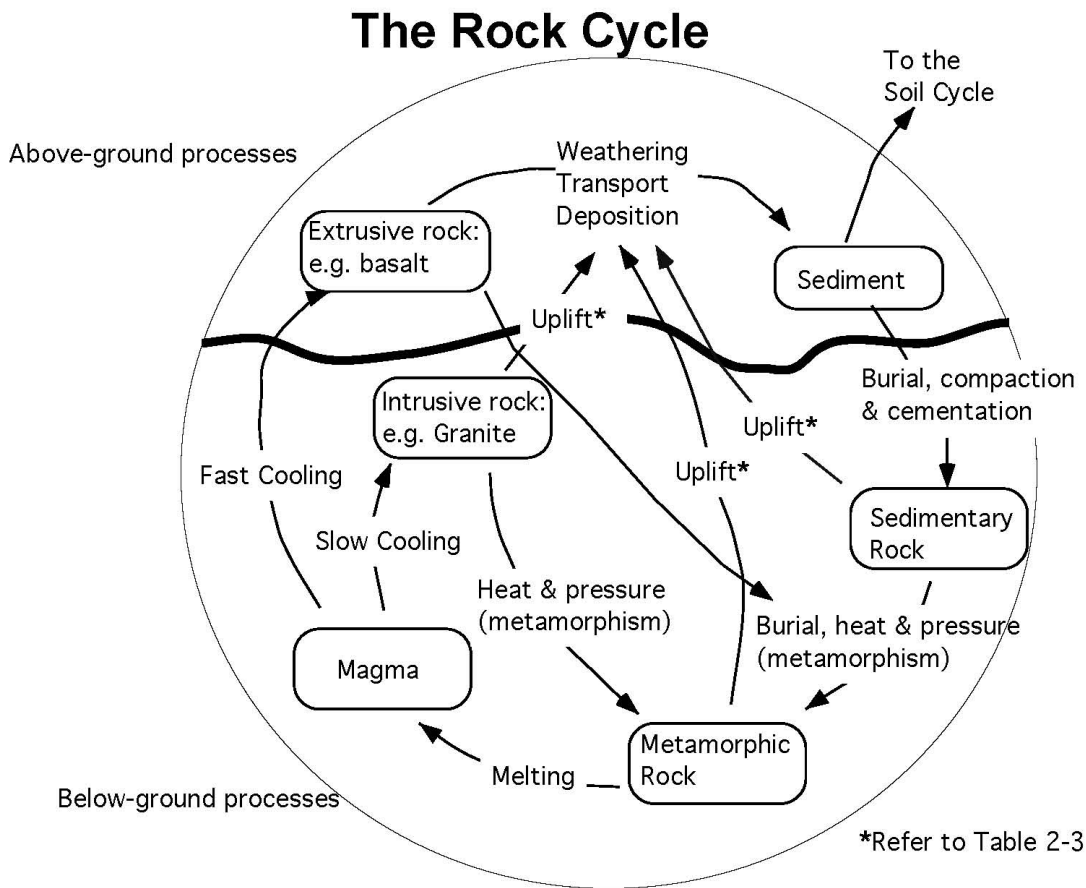 The Rock Cycle
To the
Soil Cycle
Above-ground processes
Weathering
Transport
Deposition
Extrusive rock:
e.g. basalt
Sediment
Uplift*
Burial, compaction
& cementation
Intrusive rock:
e.g. Granite
Uplift*
Uplift*
Fast Cooling
Slow Cooling
Sedimentary
Rock
Heat & pressure
(metamorphism)
Burial, heat & pressure
(metamorphism)
Magma
Metamorphic
Rock
Melting
Below-ground processes
*Refer to Table 2-3